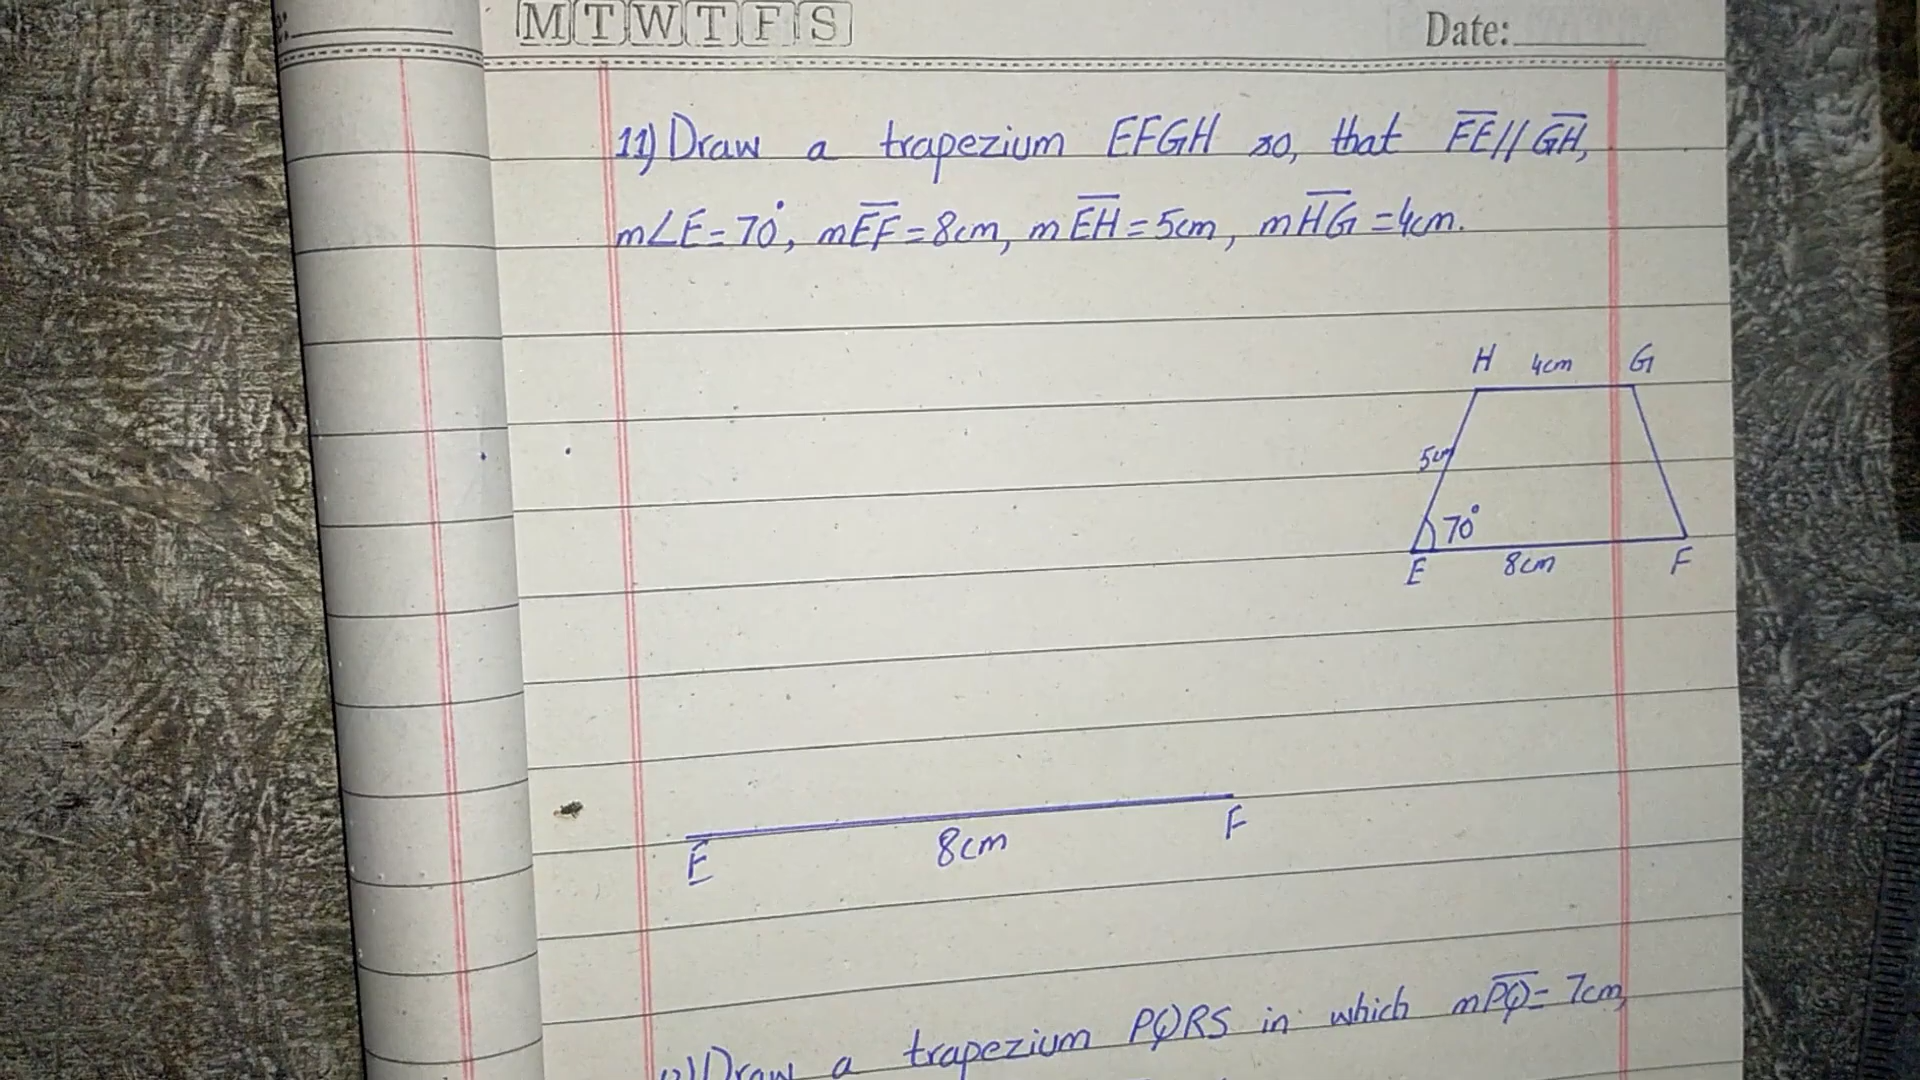 M T W T F S
Date:
11) Draw a trapezium EFGH so, that FE // GH,
m∠E = 70°, mEF = 8cm, mEH = 5cm, mHG = 4cm.
H 4cm G
5cm
70°
E 8cm F
E 8cm F
Draw a trapezium PQRS in which mPQ = 7cm,